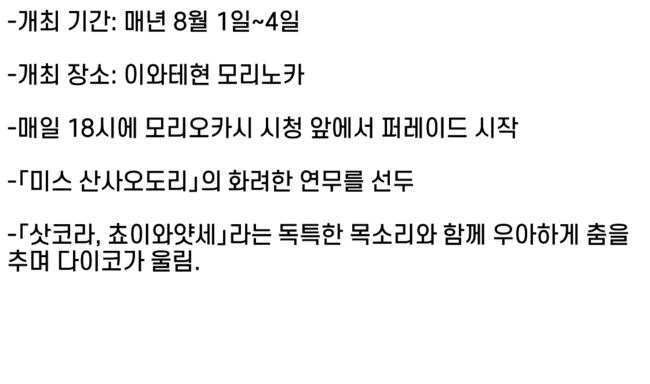 -개최 기간: 매년 8월 1일~4일
-개최 장소: 이와테현 모리노카
-매일 18시에 모리오카시 시청 앞에서 퍼레이드 시작
-「미스 산사오도리」의 화려한 연무를 선두
-「삿코라, 쵸이와얏세」라는 독특한 목소리와 함께 우아하게 춤을
추며 다이코가 울림.